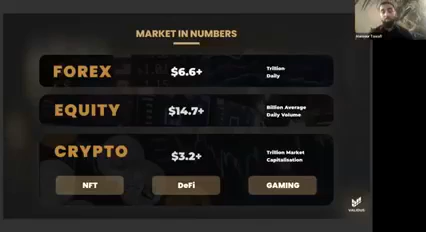 MARKET IN NUMBERS
FOREX
$6.6+
Trillion
Daily
EQUITY
$14.7+
Billion Average
Daily Volume
CRYPTO
$3.2+
Trillion Market
Capitalisation
NFT
DeFi
GAMING